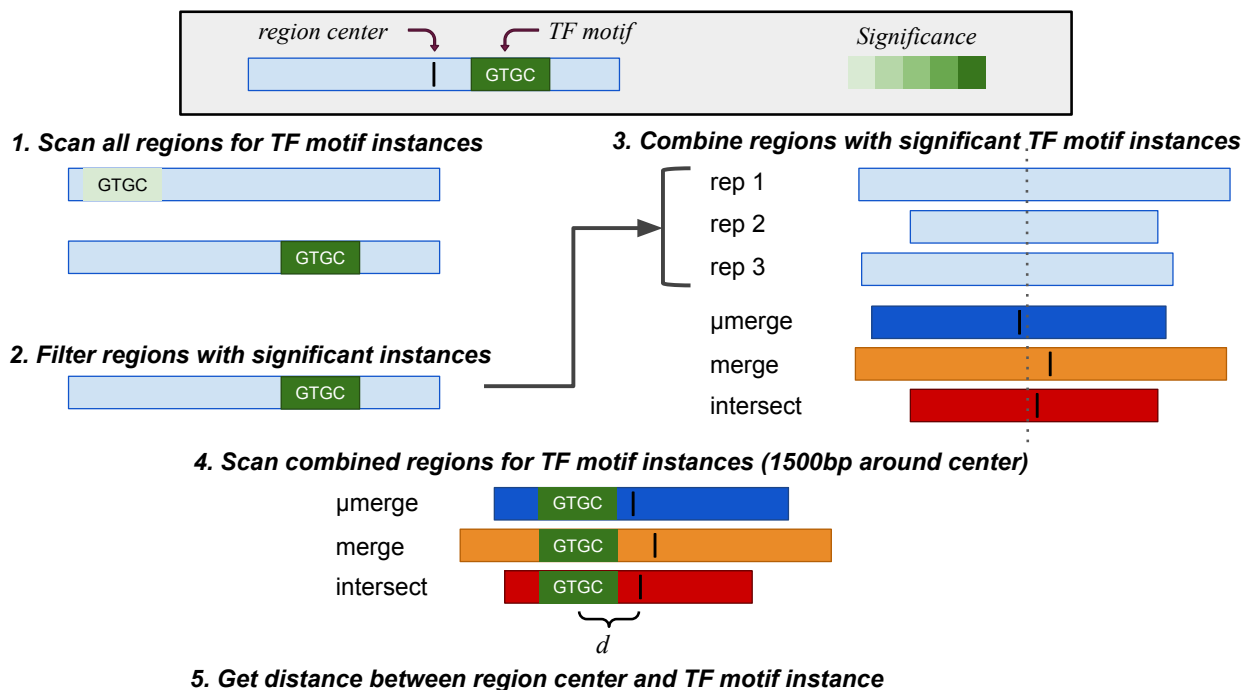 region center
TF motif
GTGC
Significance
1. Scan all regions for TF motif instances
GTGC
GTGC
2. Filter regions with significant instances
GTGC
3. Combine regions with significant TF motif instances
rep 1
rep 2
rep 3
µmerge
merge
intersect
4. Scan combined regions for TF motif instances (1500bp around center)
µmerge
GTGC
merge
GTGC
intersect
GTGC
d
5. Get distance between region center and TF motif instance